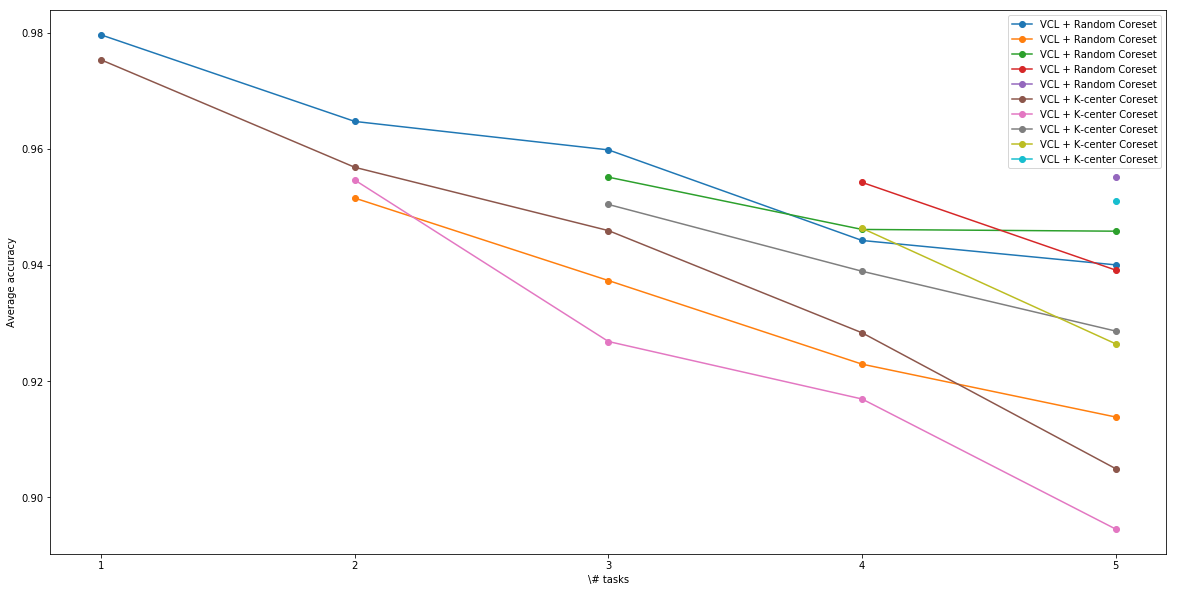 0.98
0.96
0.94
0.92
0.90
Average accuracy
1
2
3
4
5
\# tasks
VCL + Random Coreset
VCL + Random Coreset
VCL + Random Coreset
VCL + Random Coreset
VCL + Random Coreset
VCL + K-center Coreset
VCL + K-center Coreset
VCL + K-center Coreset
VCL + K-center Coreset
VCL + K-center Coreset